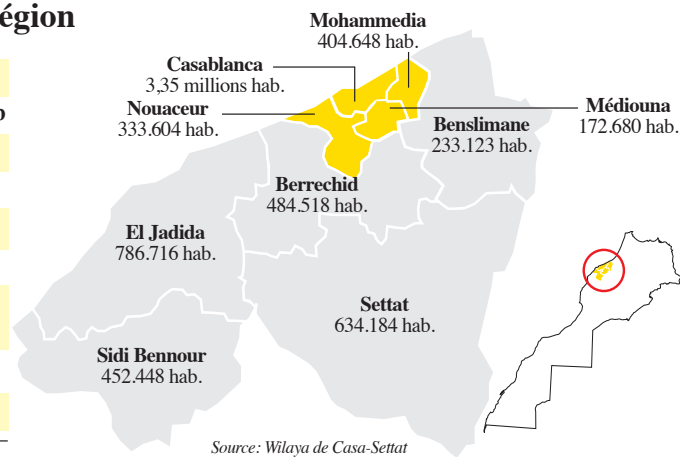 égion
Mohammedia
404.648 hab.
Casablanca
3,35 millions hab.
Nouaceur
333.604 hab.
Médiouna
172.680 hab.
Benslimane
233.123 hab.
Berrechid
484.518 hab.
El Jadida
786.716 hab.
Settat
634.184 hab.
Sidi Bennour
452.448 hab.
Source: Wilaya de Casa-Settat